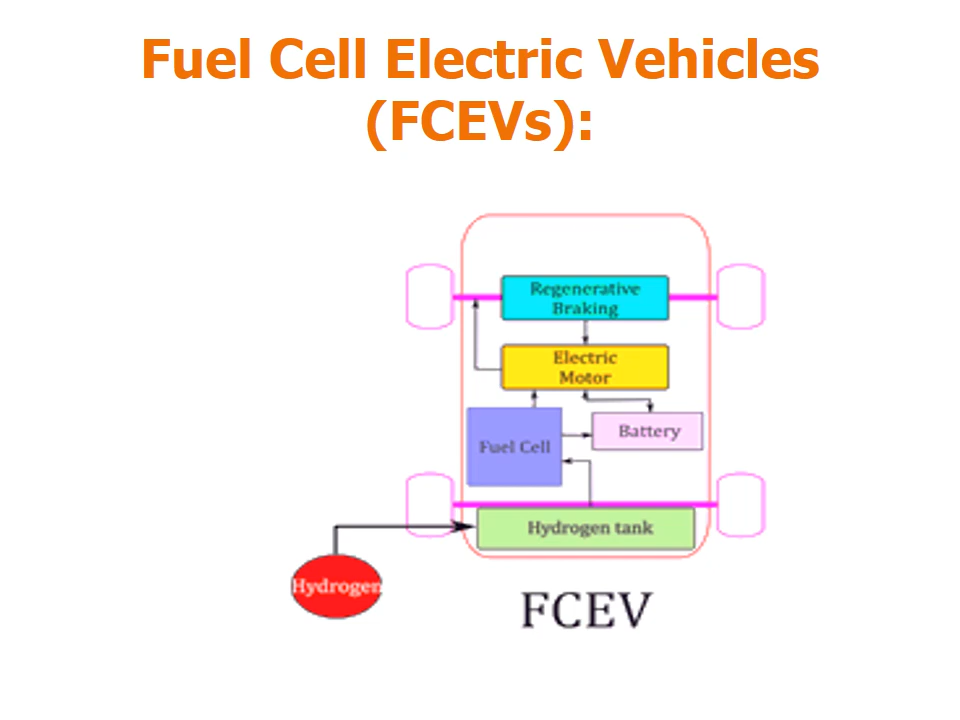 Fuel Cell Electric Vehicles
(FCEVs):
Regenerative
Braking
Electric
Motor
Fuel Cell
Battery
Hydrogen tank
Hydrogen
FCEV